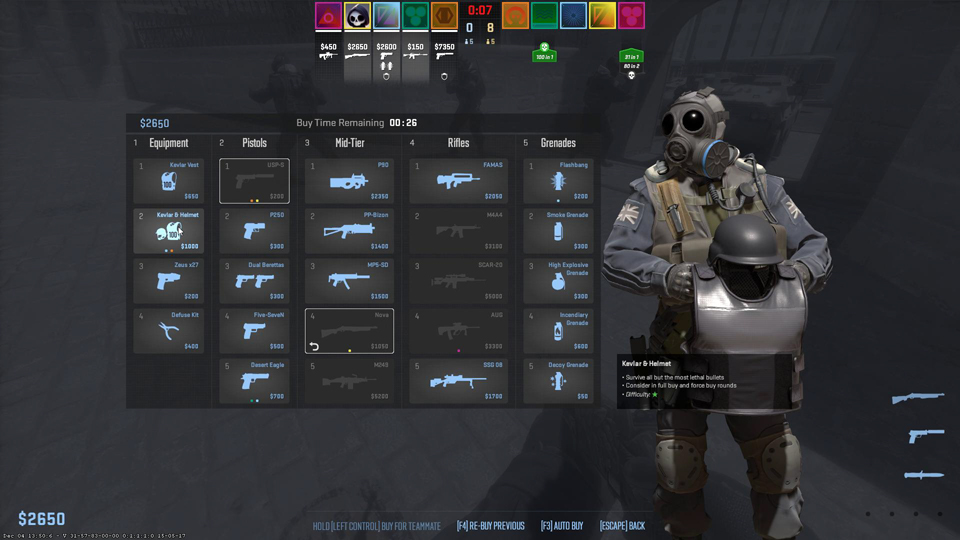 0:07
0 8
5 5
$450 $2650 $2600 $150 $7350
100 in 1
31 in 1
80 in 2
$2650
Buy Time Remaining 00:26
1 Equipment
2 Pistols
3 Mid-Tier
4 Rifles
5 Grenades
1 Kevlar Vest
100
$650
1 USP-S
$200
1 P90
$2350
1 FAMAS
$2050
1 Flashbang
$200
2 Kevlar & Helmet
100
$1000
2 P250
$300
2 PP-Bizon
$1400
2 M4A4
$3100
2 Smoke Grenade
$300
3 Zeus x27
$200
3 Dual Berettas
$300
3 MP5-SD
$1500
3 SCAR-20
$5000
3 High Explosive
Grenade
$300
4 Defuse Kit
$400
4 Five-SeveN
$500
4 Nova
$1050
4 AUG
$3300
4 Incendiary
Grenade
$600
5 Desert Eagle
$700
5 M249
$5200
5 SSG 08
$1700
5 Decoy Grenade
$50
Kevlar & Helmet
• Survive all but the most lethal bullets
• Consider in full buy and force buy rounds
• Difficulty ★
$2650
HOLD [LEFT CONTROL] BUY FOR TEAMMATE
[F4] RE-BUY PREVIOUS
[F3] AUTO BUY
[ESCAPE] BACK